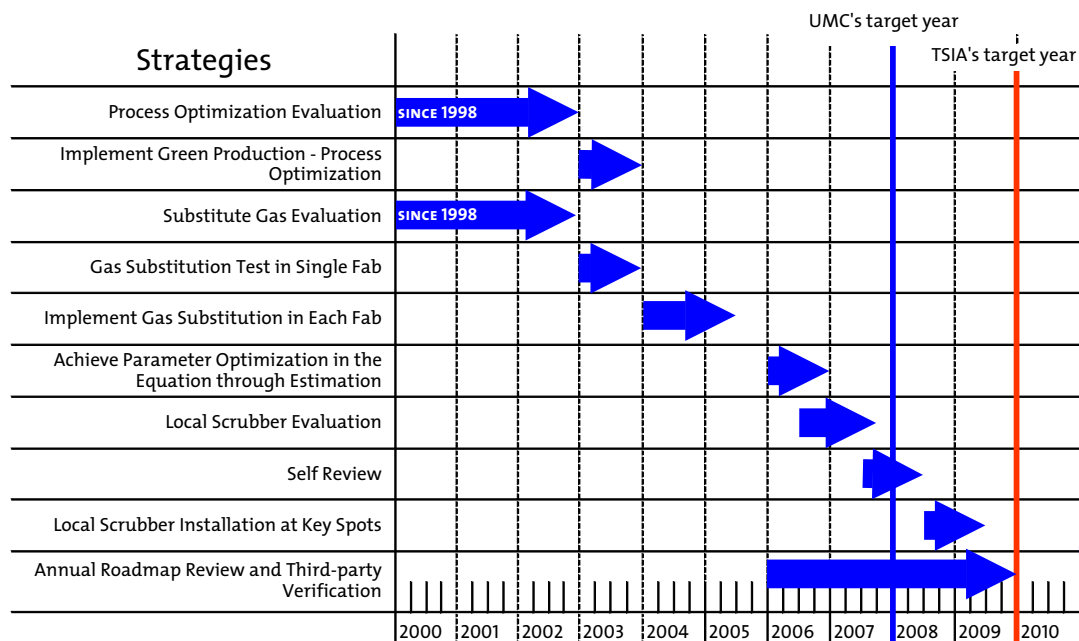 UMC's target year
TSIA's target year
Strategies
Process Optimization Evaluation
SINCE 1998
Implement Green Production - Process
Optimization
Substitute Gas Evaluation
SINCE 1998
Gas Substitution Test in Single Fab
Implement Gas Substitution in Each Fab
Achieve Parameter Optimization in the
Equation through Estimation
Local Scrubber Evaluation
Self Review
Local Scrubber Installation at Key Spots
Annual Roadmap Review and Third-party
Verification
2000 2001 2002 2003 2004 2005 2006 2007 2008 2009 2010